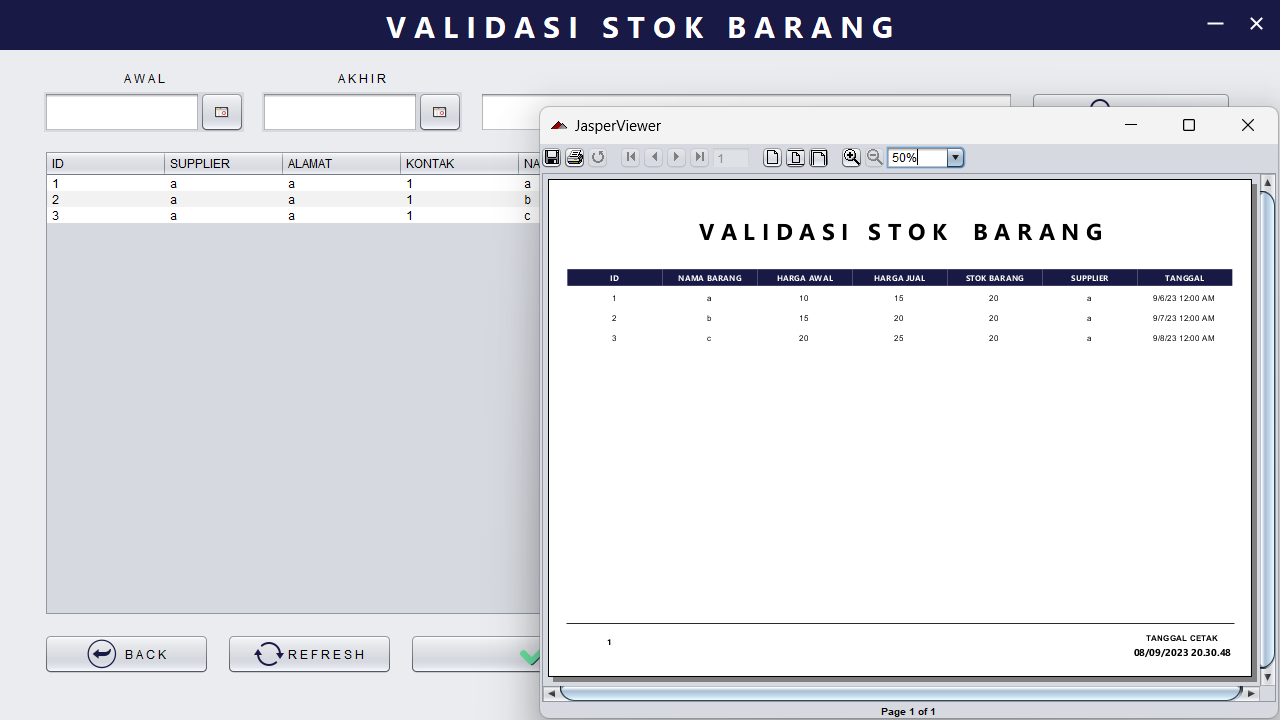 VALIDASI STOK BARANG
AWAL AKHIR
ID SUPPLIER ALAMAT KONTAK NA
1 a a 1 a
2 a a 1 b
3 a a 1 c
BACK REFRESH
JasperViewer
1 50%
VALIDASI STOK BARANG
ID NAMA BARANG HARGA AWAL HARGA JUAL STOK BARANG SUPPLIER TANGGAL
1 a 10 15 20 a 9/6/23 12:00 AM
2 b 15 20 20 a 9/7/23 12:00 AM
3 c 20 25 20 a 9/8/23 12:00 AM
1 TANGGAL CETAK
08/09/2023 20.30.48
Page 1 of 1